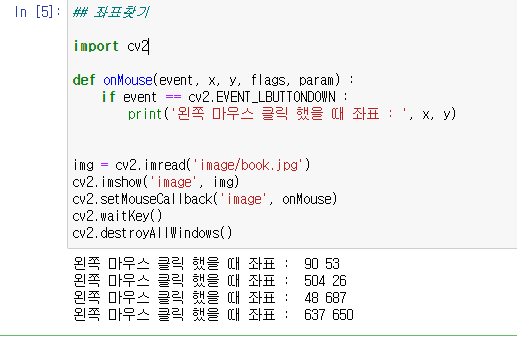 In [5]:
## 좌표찾기
import cv2
def onMouse(event, x, y, flags, param) :
if event == cv2.EVENT_LBUTTONDOWN :
print('왼쪽 마우스 클릭 했을 때 좌표 : ', x, y)
img = cv2.imread('image/book.jpg')
cv2.imshow('image', img)
cv2.setMouseCallback('image', onMouse)
cv2.waitKey()
cv2.destroyAllWindows()
왼쪽 마우스 클릭 했을 때 좌표 :  90 53
왼쪽 마우스 클릭 했을 때 좌표 :  504 26
왼쪽 마우스 클릭 했을 때 좌표 :  48 687
왼쪽 마우스 클릭 했을 때 좌표 :  637 650